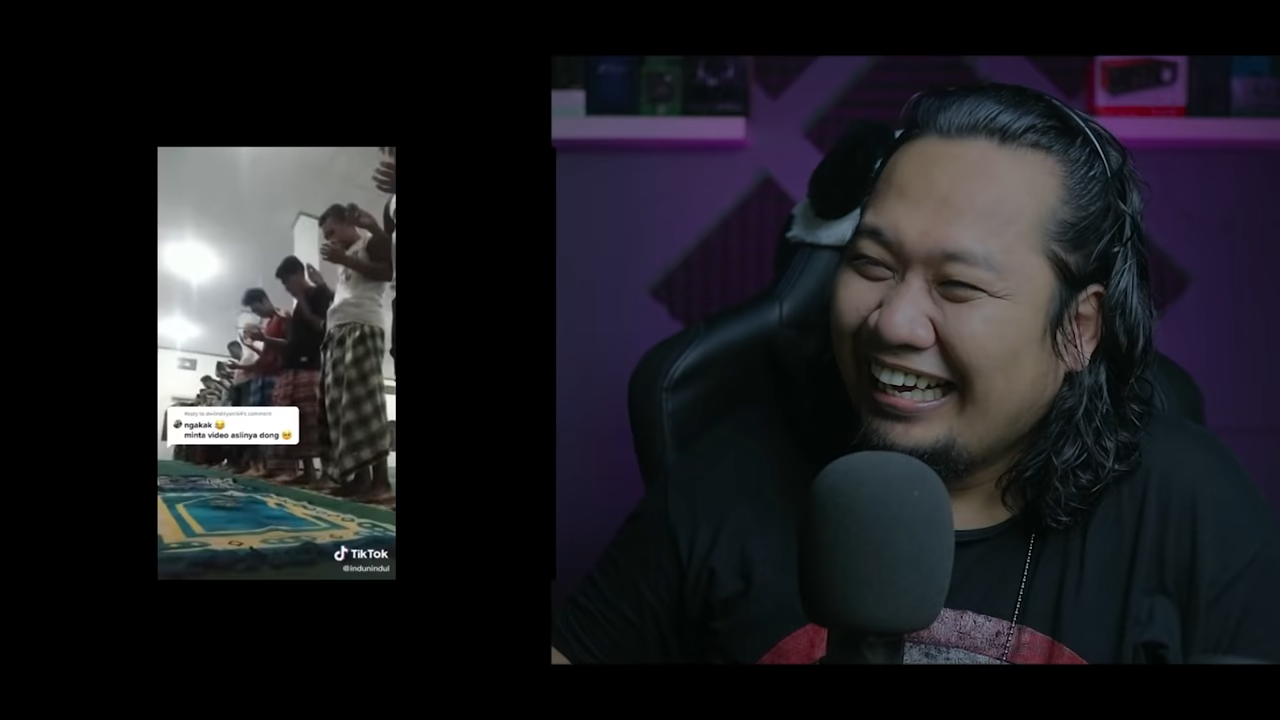 ngakak 😂
minta video aslinya dong 🥺
TikTok
@indunindul